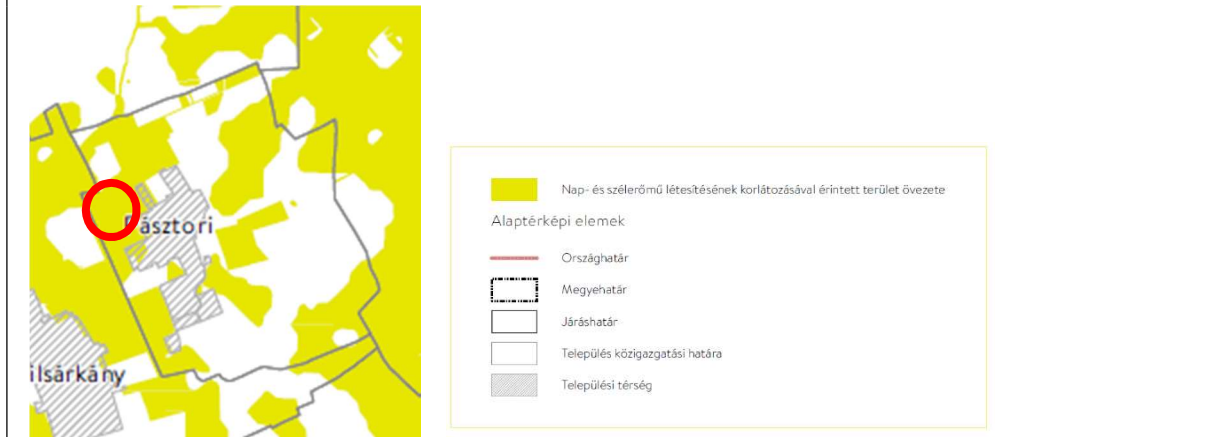 Pásztori
ilsárkány
Nap- és szélerőmű létesítésének korlátozásával érintett terület övezete
Alaptérképi elemek
Országhatár
Megyehatár
Járáshatár
Település közigazgatási határa
Települési térség